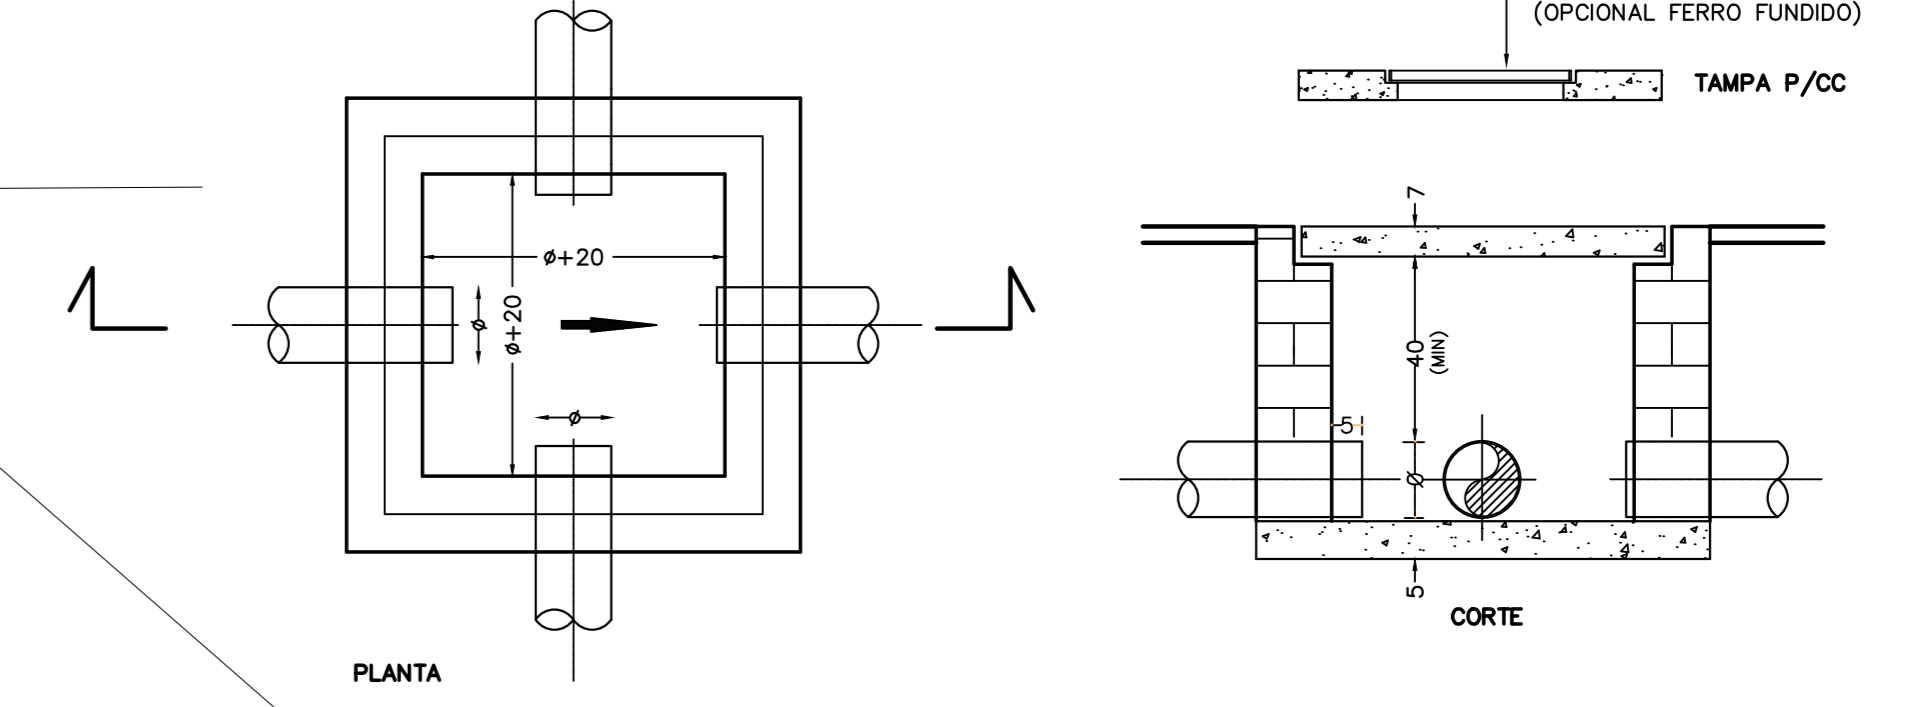 (OPCIONAL FERRO FUNDIDO)
TAMPA P/CC
ø+20
ø
ø+20
ø
PLANTA
7
40
(MIN)
5
ø
5
CORTE